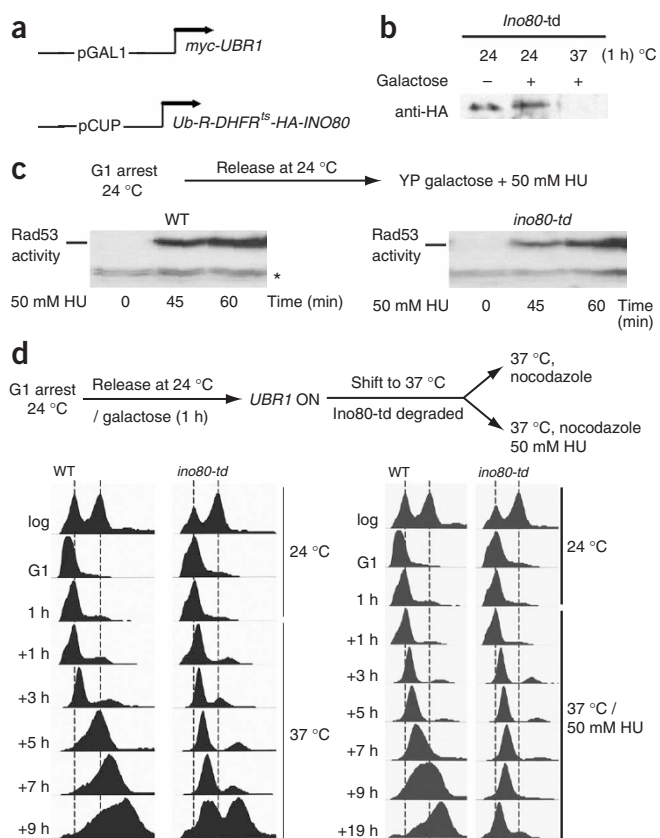 a
pGAL1
myc-UBR1
pCUP
Ub-R-DHFRts-HA-INO80
b
Ino80-td
24 24 37 (1 h) °C
Galactose – + +
anti-HA
c
G1 arrest
24 °C
Release at 24 °C
YP galactose + 50 mM HU
WT
Rad53
activity
*
50 mM HU 0 45 60 Time (min)
ino80-td
Rad53
activity
50 mM HU 0 45 60 Time
(min)
d
G1 arrest
24 °C
Release at 24 °C
/ galactose (1 h)
UBR1 ON
Shift to 37 °C
Ino80-td degraded
37 °C,
nocodazole
37 °C, nocodazole
50 mM HU
WT ino80-td
log
G1
1 h
+1 h
+3 h
+5 h
+7 h
+9 h
24 °C
37 °C
WT ino80-td
log
G1
1 h
+1 h
+3 h
+5 h
+7 h
+9 h
+19 h
24 °C
37 °C /
50 mM HU